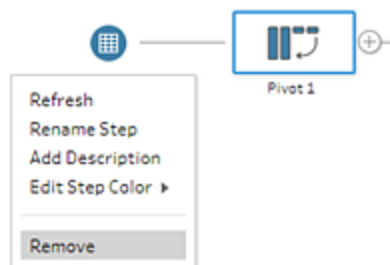 Pivot 1
Refresh
Rename Step
Add Description
Edit Step Color
Remove